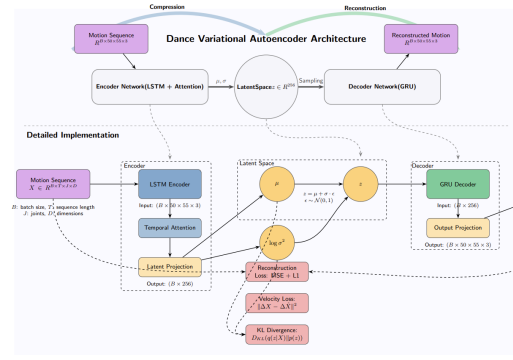 Compression
Reconstruction
Motion Sequence
R^{B×50×55×3}
Dance Variational Autoencoder Architecture
Reconstructed Motion
R^{B×50×55×3}
Encoder Network(LSTM + Attention)
μ, σ
LatentSpace z ∈ R^{256}
Sampling
Decoder Network(GRU)
Detailed Implementation
Encoder
Latent Space
Decoder
Motion Sequence
X ∈ R^{B×T×J×D}
LSTM Encoder
μ
z = μ + σ · ϵ
ϵ ∼ N(0, 1)
z
GRU Decoder
B: batch size, T: sequence length
J: joints, D: dimensions
Input: (B × 50 × 55 × 3)
Input: (B × 256)
Temporal Attention
Output Projection
log σ²
Output: (B × 50 × 55 × 3)
Latent Projection
Output: (B × 256)
Reconstruction
Loss: MSE + L1
Velocity Loss:
‖ΔX − ΔX‖²
KL Divergence:
D_{KL}(q(z|X)||p(z))